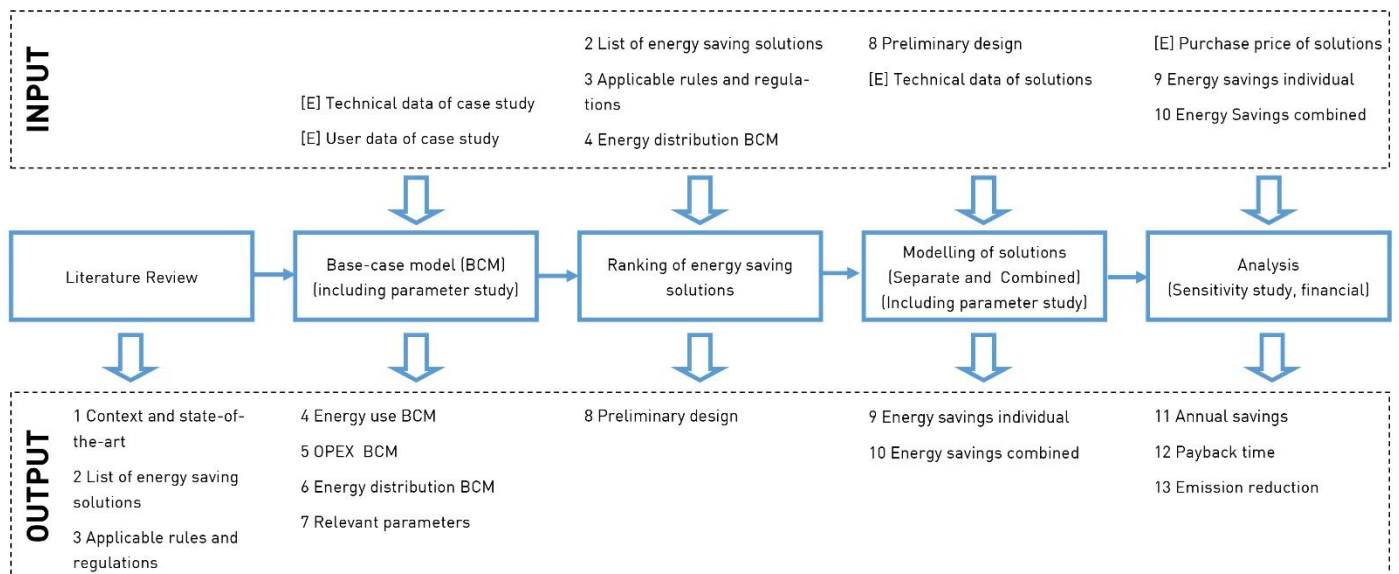 INPUT
[E] Technical data of case study
[E] User data of case study
2 List of energy saving solutions
3 Applicable rules and regula-
tions
4 Energy distribution BCM
8 Preliminary design
[E] Technical data of solutions
[E] Purchase price of solutions
9 Energy savings individual
10 Energy Savings combined
Literature Review
Base-case model (BCM)
(including parameter study)
Ranking of energy saving
solutions
Modelling of solutions
(Separate and Combined)
(Including parameter study)
Analysis
(Sensitivity study, financial)
OUTPUT
1 Context and state-of-
the-art
2 List of energy saving
solutions
3 Applicable rules and
regulations
4 Energy use BCM
5 OPEX BCM
6 Energy distribution BCM
7 Relevant parameters
8 Preliminary design
9 Energy savings individual
10 Energy savings combined
11 Annual savings
12 Payback time
13 Emission reduction